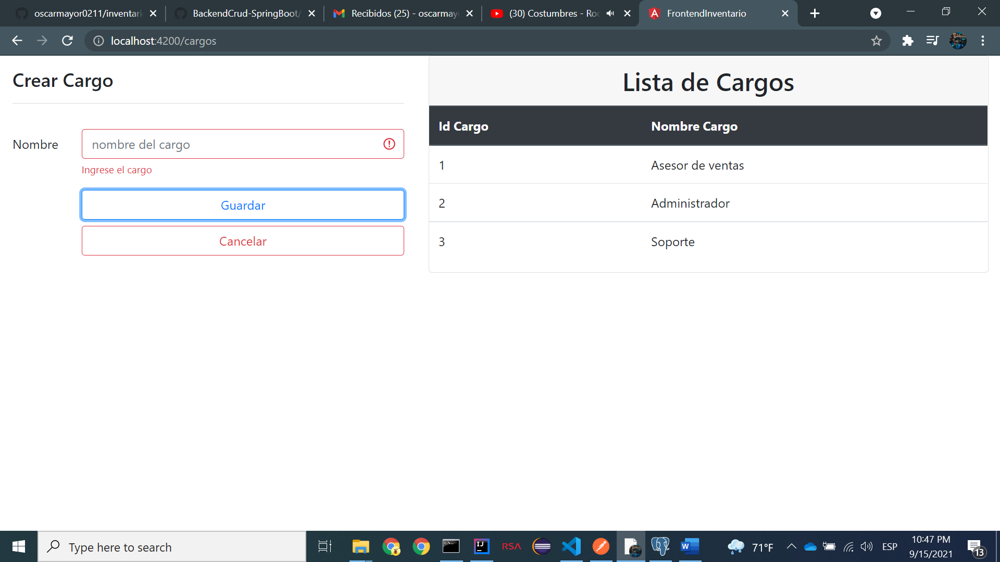 oscarmayor0211/inventari
BackendCrud-SpringBoot/
Recibidos (25) - oscarmay
(30) Costumbres - Ro
FrontendInventario
localhost:4200/cargos
Crear Cargo
Nombre
nombre del cargo
Ingrese el cargo
Guardar
Cancelar
Lista de Cargos
Id Cargo Nombre Cargo
1 Asesor de ventas
2 Administrador
3 Soporte
Type here to search
IJ
RSA
W
71°F
ESP
10:47 PM
9/15/2021
13